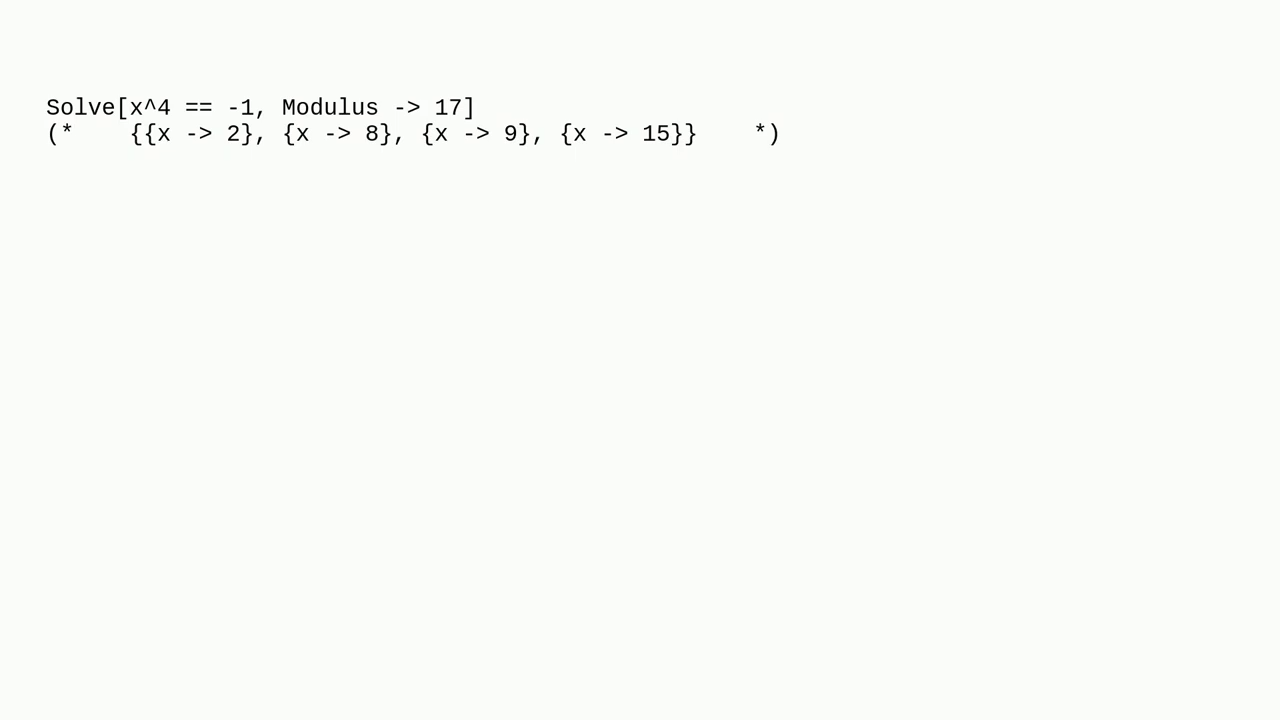 Solve[x^4 == -1, Modulus -> 17]
(*    {{x -> 2}, {x -> 8}, {x -> 9}, {x -> 15}}    *)